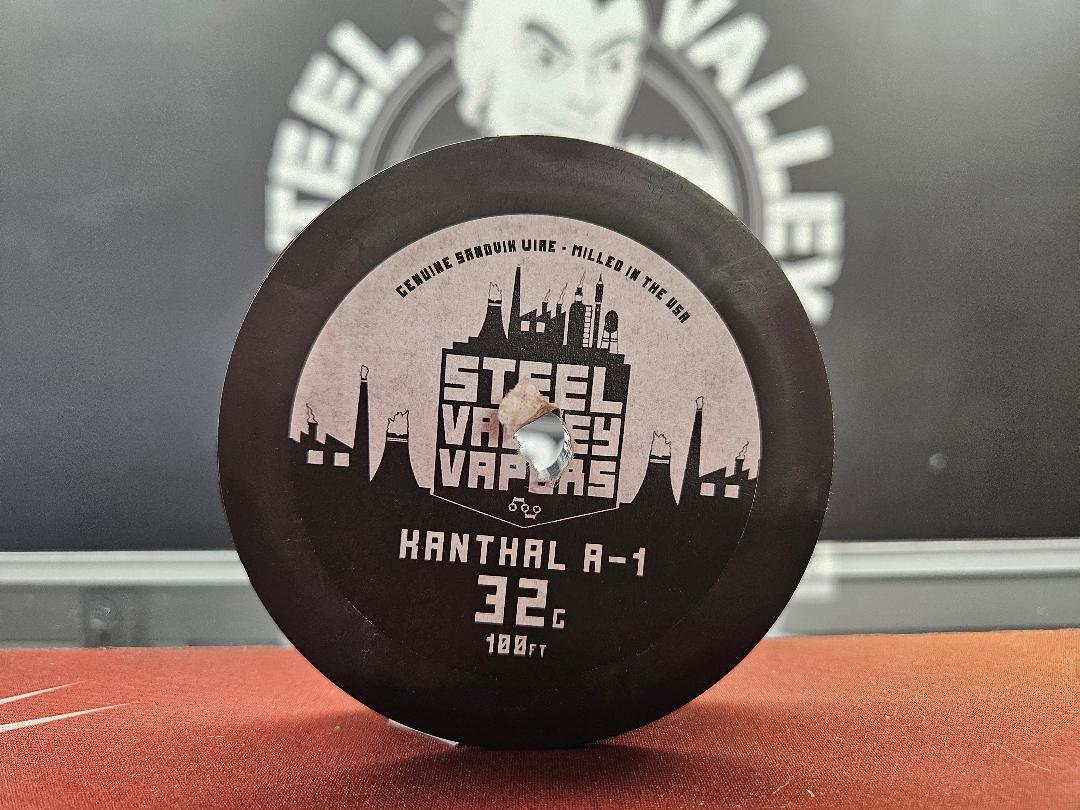 STEEL VALLEY
GENUINE SANDVIK WIRE - MILLED IN THE USA
STEEL
VALLEY
VAPORS
KANTHAL A-1
32G
100FT